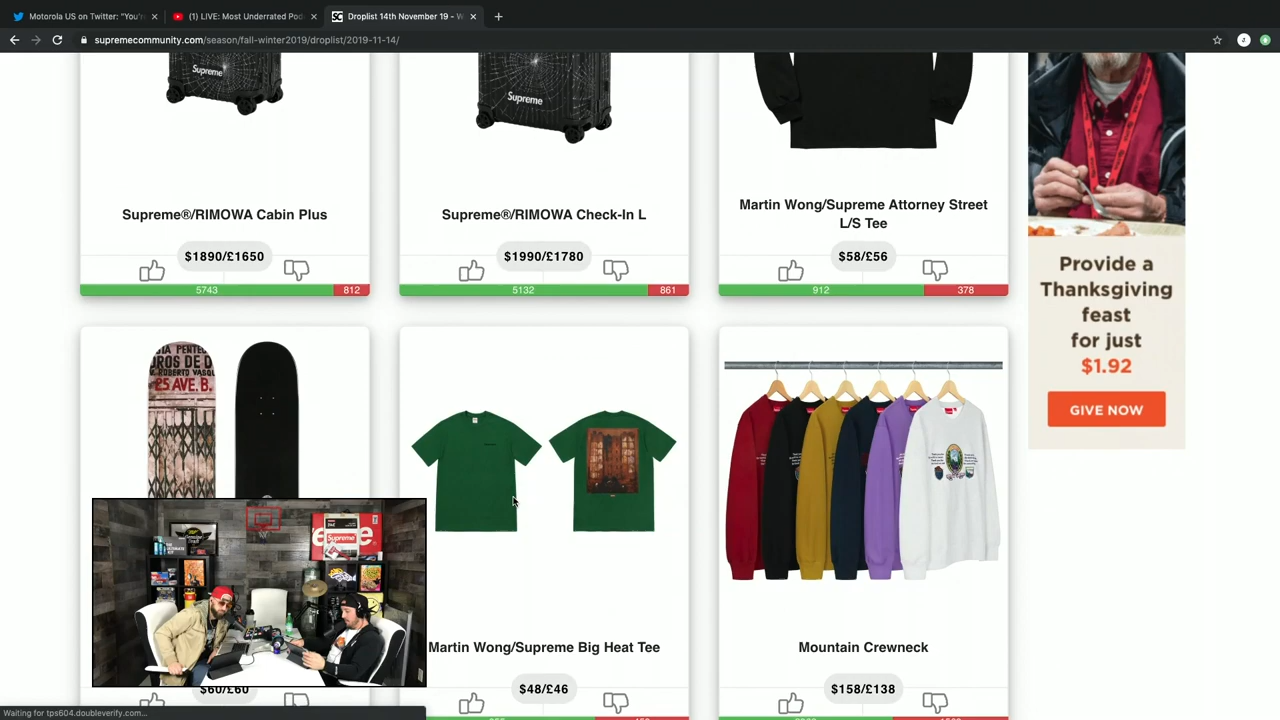 Motorola US on Twitter: "You'r
(1) LIVE: Most Underrated Pod
Droplist 14th November 19 - W
supremecommunity.com/season/fall-winter2019/droplist/2019-11-14/
Supreme
Supreme
Supreme®/RIMOWA Cabin Plus
$1890/£1650
5743
812
Supreme®/RIMOWA Check-In L
$1990/£1780
5132
861
Martin Wong/Supreme Attorney Street
L/S Tee
$58/£56
912
378
Provide a
Thanksgiving
feast
for just
$1.92
GIVE NOW
25 AVE. B.
Supreme
$60/£60
Martin Wong/Supreme Big Heat Tee
$48/£46
Mountain Crewneck
$158/£138
Waiting for tps604.doubleverify.com...